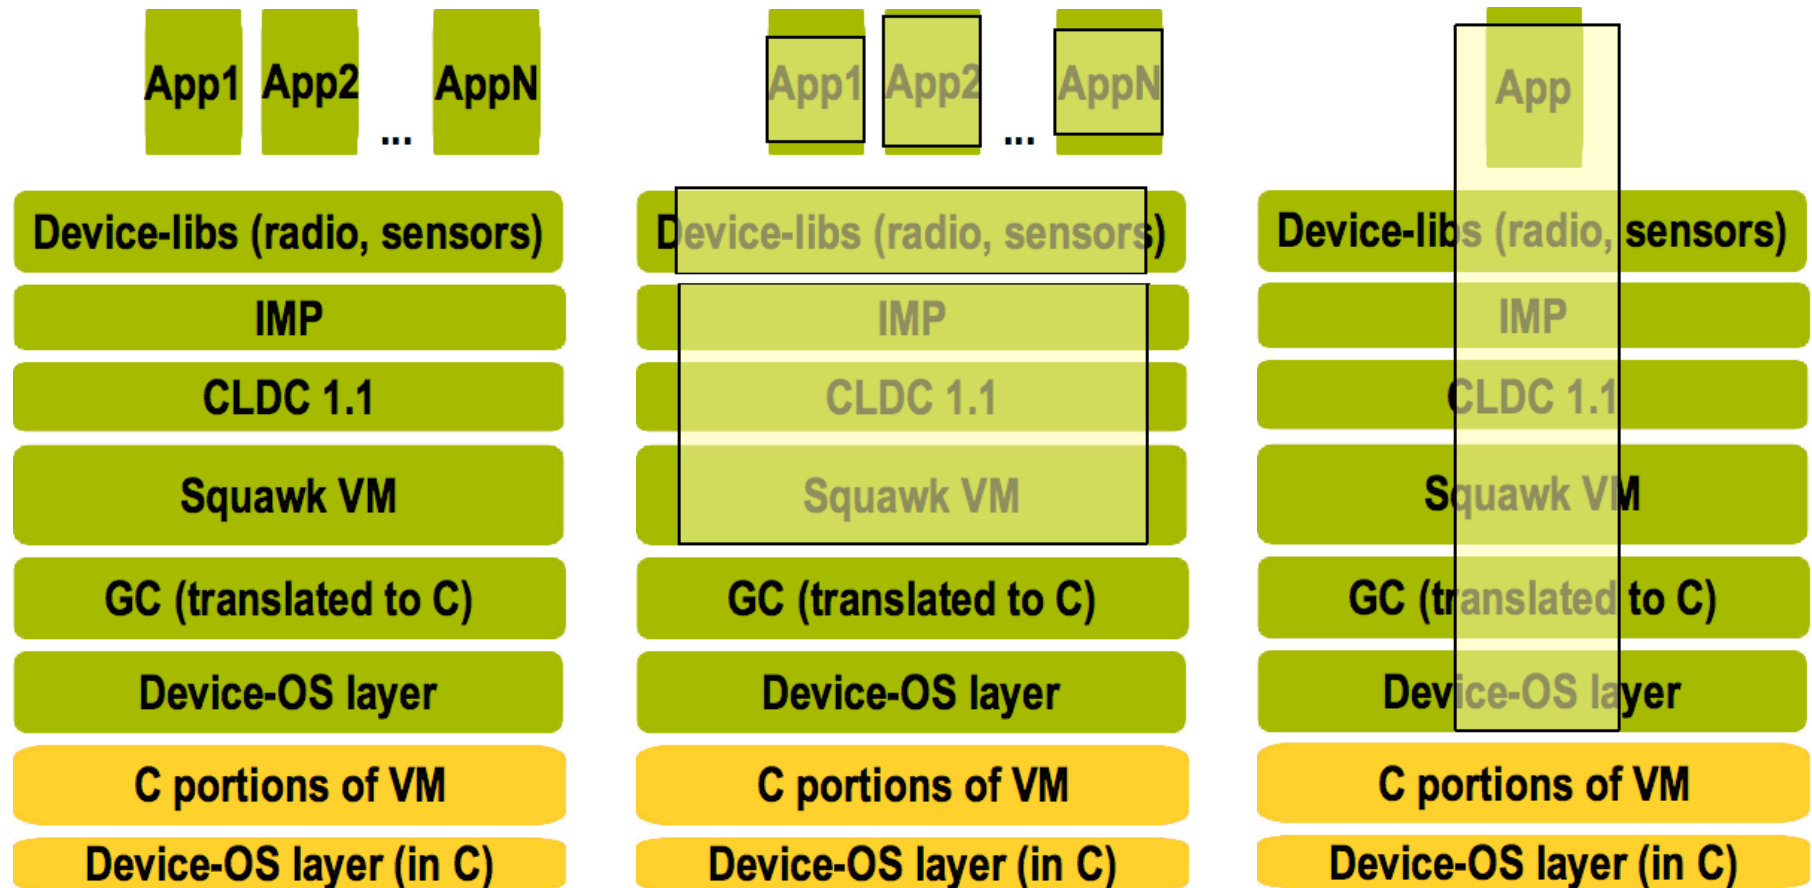 App1 App2 ... AppN
Device-libs (radio, sensors)
IMP
CLDC 1.1
Squawk VM
GC (translated to C)
Device-OS layer
C portions of VM
Device-OS layer (in C)
App1 App2 ... AppN
Device-libs (radio, sensors)
IMP
CLDC 1.1
Squawk VM
GC (translated to C)
Device-OS layer
C portions of VM
Device-OS layer (in C)
App
Device-libs (radio, sensors)
IMP
CLDC 1.1
Squawk VM
GC (translated to C)
Device-OS layer
C portions of VM
Device-OS layer (in C)